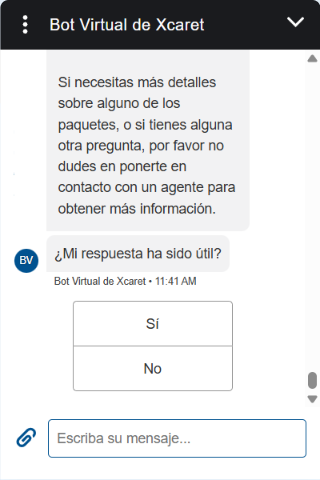 Bot Virtual de Xcaret
Si necesitas más detalles
sobre alguno de los
paquetes, o si tienes alguna
otra pregunta, por favor no
dudes en ponerte en
contacto con un agente para
obtener más información.
BV
¿Mi respuesta ha sido útil?
Bot Virtual de Xcaret • 11:41 AM
Sí
No
Escriba su mensaje...